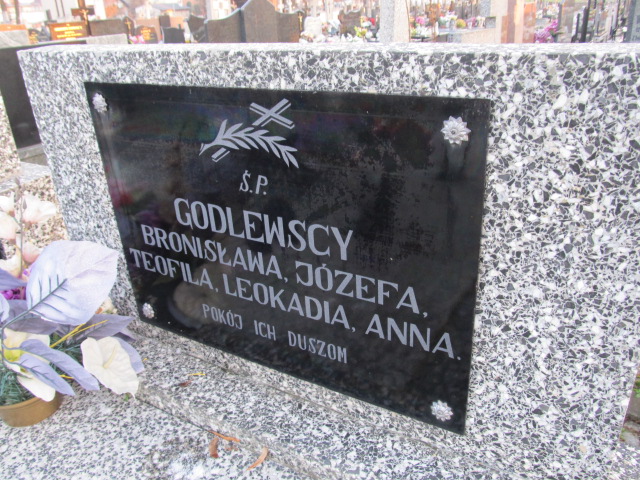 Ś.P.
GODLEWSCY
BRONISŁAWA, JÓZEFA,
TEOFILA, LEOKADIA, ANNA.
POKÓJ ICH DUSZOM